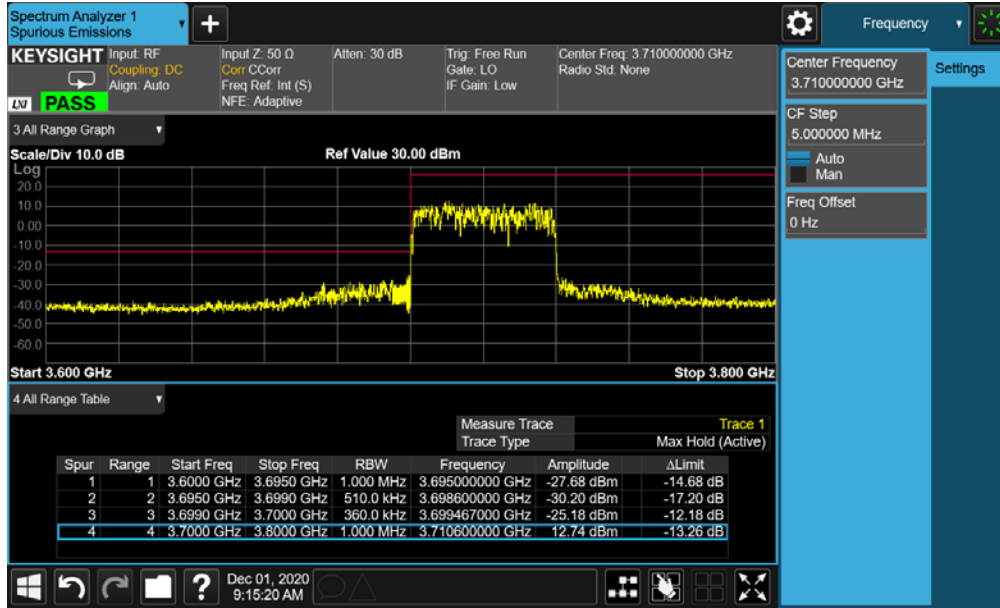 Spectrum Analyzer 1
Spurious Emissions
+
Frequency
KEYSIGHT
Input: RF
Coupling: DC
Align: Auto
LXI
PASS
Input Z: 50 Ω
Corr CCorr
Freq Ref: Int (S)
NFE: Adaptive
Atten: 30 dB
Trig: Free Run
Gate: LO
IF Gain: Low
Center Freq: 3.710000000 GHz
Radio Std: None
Center Frequency
3.710000000 GHz
Settings
CF Step
5.000000 MHz
Auto
Man
Freq Offset
0 Hz
3 All Range Graph
Scale/Div 10.0 dB
Ref Value 30.00 dBm
Log
20.0
10.0
0.00
-10.0
-20.0
-30.0
-40.0
-50.0
-60.0
Start 3.600 GHz
Stop 3.800 GHz
4 All Range Table
Measure Trace Trace 1
Trace Type Max Hold (Active)
Spur Range Start Freq Stop Freq RBW Frequency Amplitude ΔLimit
1 1 3.6000 GHz 3.6950 GHz 1.000 MHz 3.695000000 GHz -27.68 dBm -14.68 dB
2 2 3.6950 GHz 3.6990 GHz 510.0 kHz 3.698600000 GHz -30.20 dBm -17.20 dB
3 3 3.6990 GHz 3.7000 GHz 360.0 kHz 3.699467000 GHz -25.18 dBm -12.18 dB
4 4 3.7000 GHz 3.8000 GHz 1.000 MHz 3.710600000 GHz 12.74 dBm -13.26 dB
?
Dec 01, 2020
9:15:20 AM